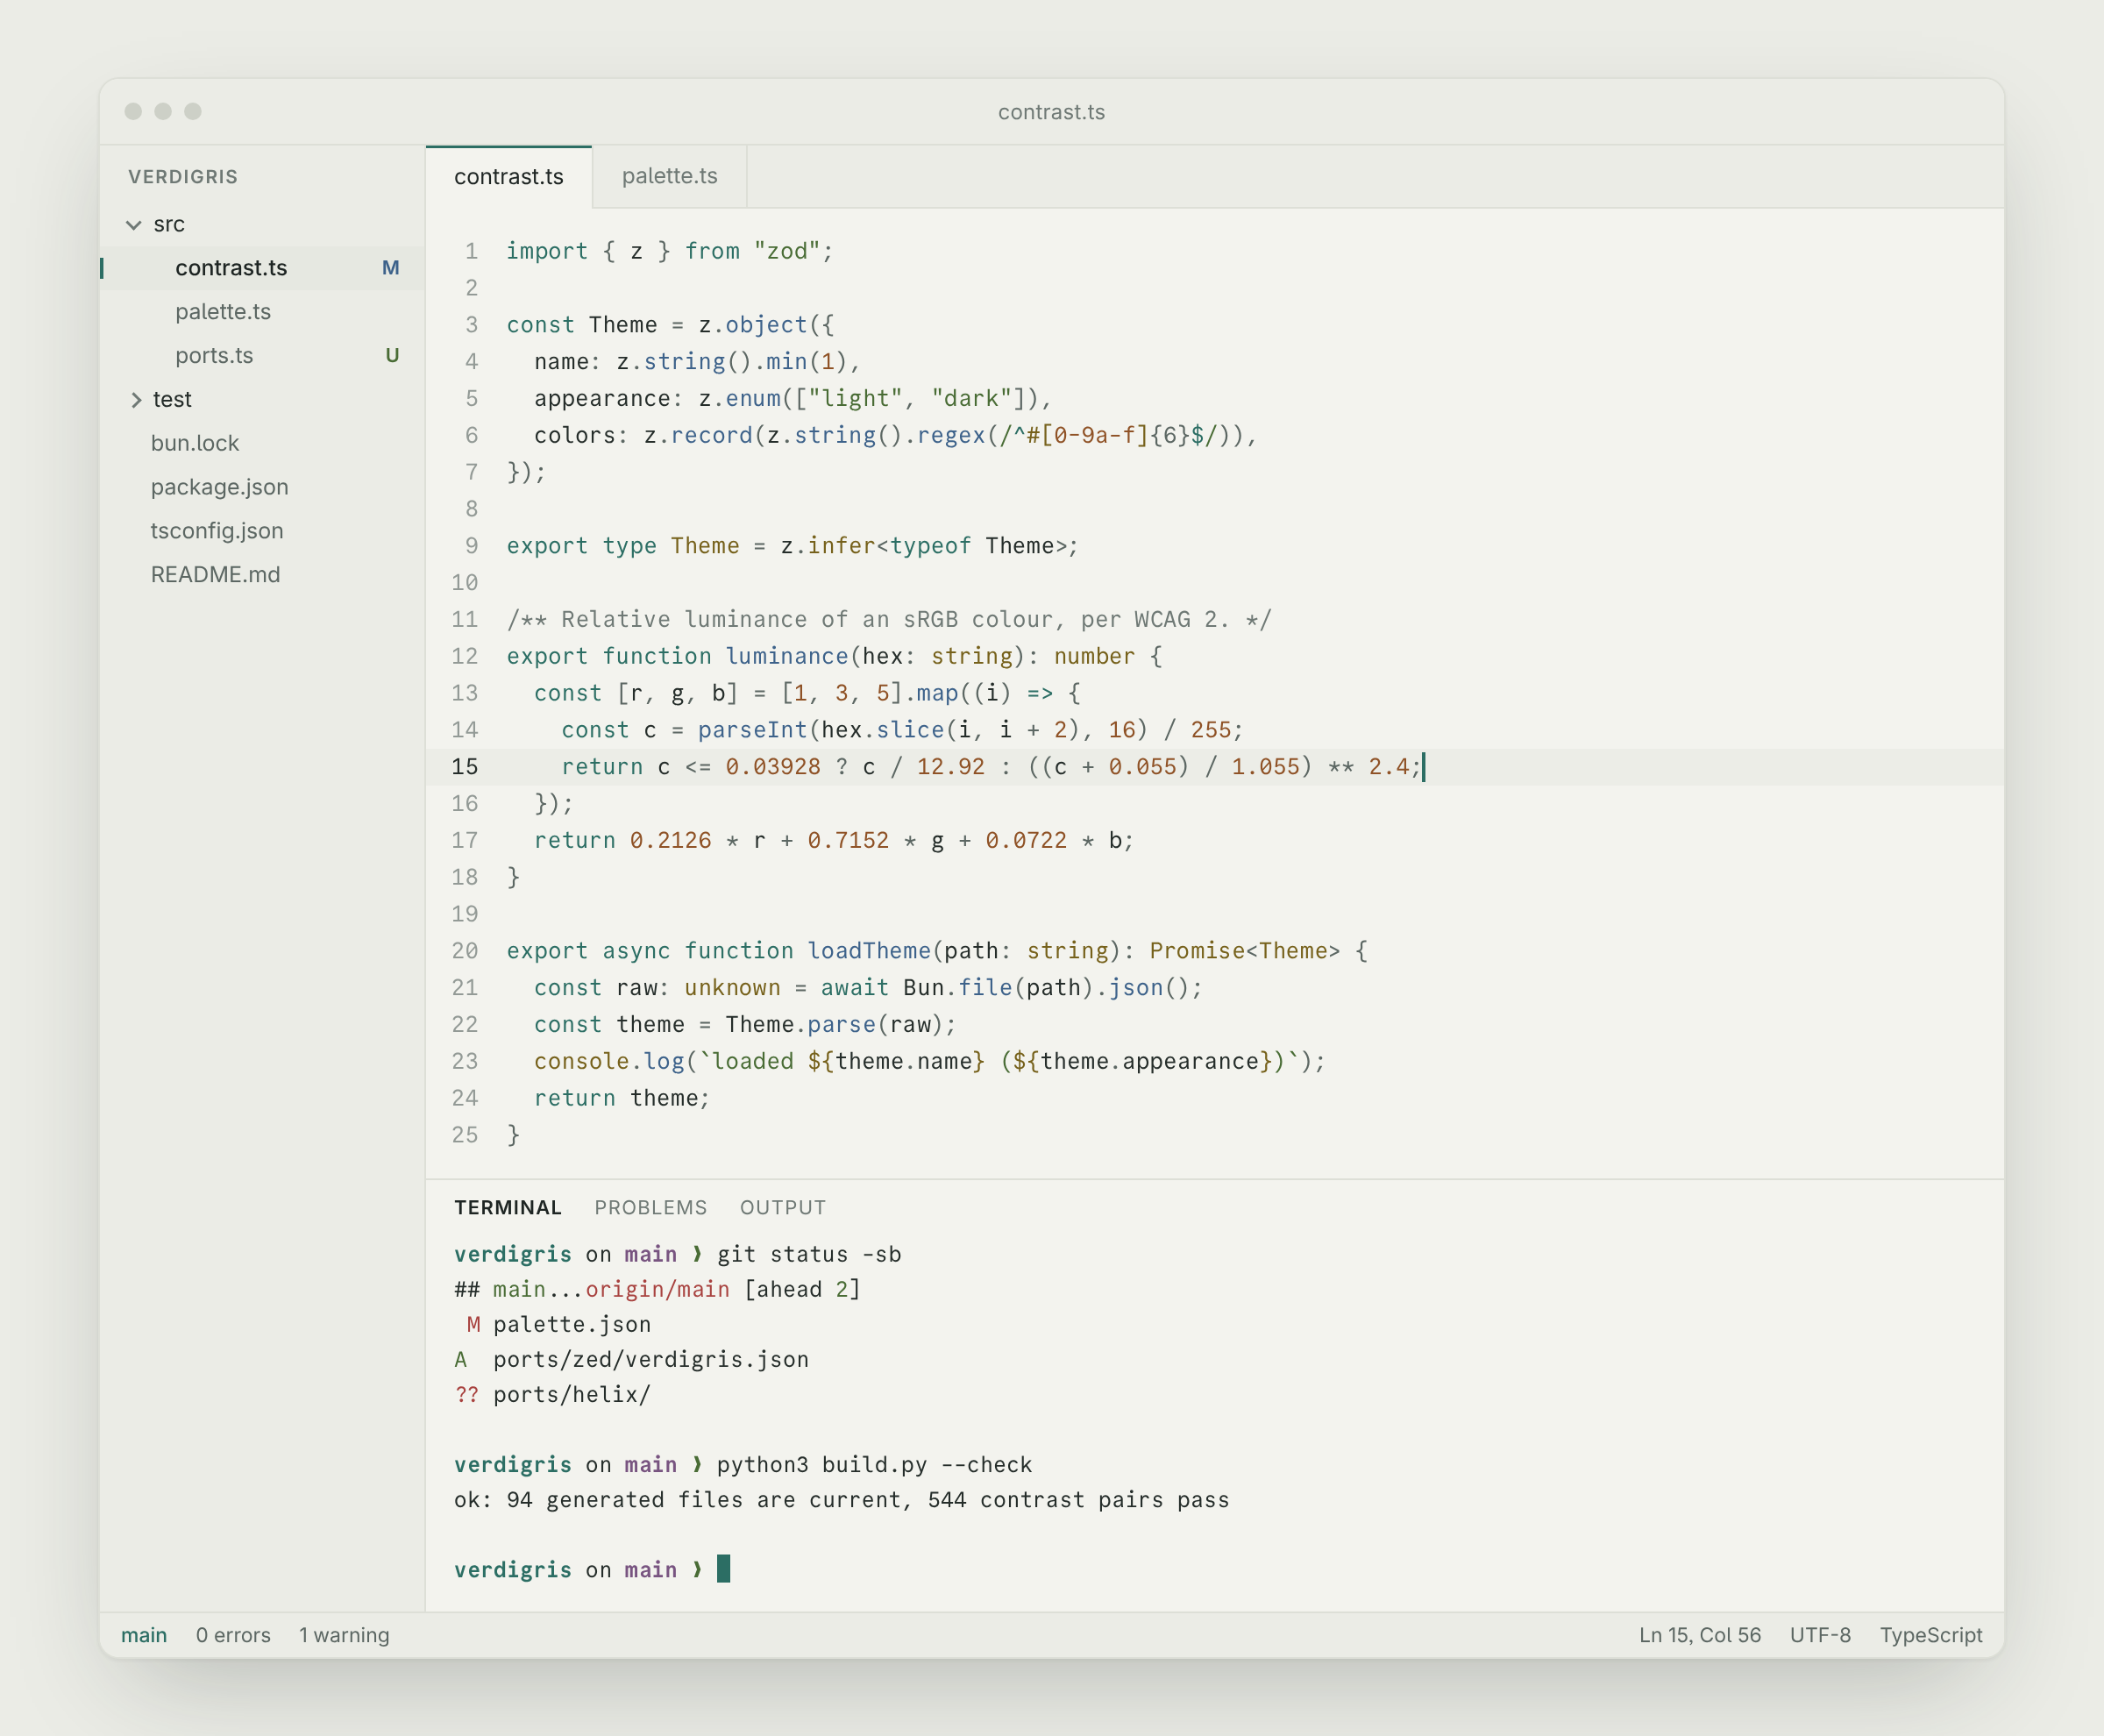 contrast.ts
VERDIGRIS
src
contrast.ts M
palette.ts
ports.ts U
test
bun.lock
package.json
tsconfig.json
README.md
contrast.ts palette.ts
1 import { z } from "zod";
2
3 const Theme = z.object({
4   name: z.string().min(1),
5   appearance: z.enum(["light", "dark"]),
6   colors: z.record(z.string().regex(/^#[0-9a-f]{6}$/)),
7 });
8
9 export type Theme = z.infer<typeof Theme>;
10
11 /** Relative luminance of an sRGB colour, per WCAG 2. */
12 export function luminance(hex: string): number {
13   const [r, g, b] = [1, 3, 5].map((i) => {
14     const c = parseInt(hex.slice(i, i + 2), 16) / 255;
15     return c <= 0.03928 ? c / 12.92 : ((c + 0.055) / 1.055) ** 2.4;
16   });
17   return 0.2126 * r + 0.7152 * g + 0.0722 * b;
18 }
19
20 export async function loadTheme(path: string): Promise<Theme> {
21   const raw: unknown = await Bun.file(path).json();
22   const theme = Theme.parse(raw);
23   console.log(`loaded ${theme.name} (${theme.appearance})`);
24   return theme;
25 }
TERMINAL PROBLEMS OUTPUT
verdigris on main ❯ git status -sb
## main...origin/main [ahead 2]
 M palette.json
A  ports/zed/verdigris.json
?? ports/helix/
verdigris on main ❯ python3 build.py --check
ok: 94 generated files are current, 544 contrast pairs pass
verdigris on main ❯
main 0 errors 1 warning Ln 15, Col 56 UTF-8 TypeScript